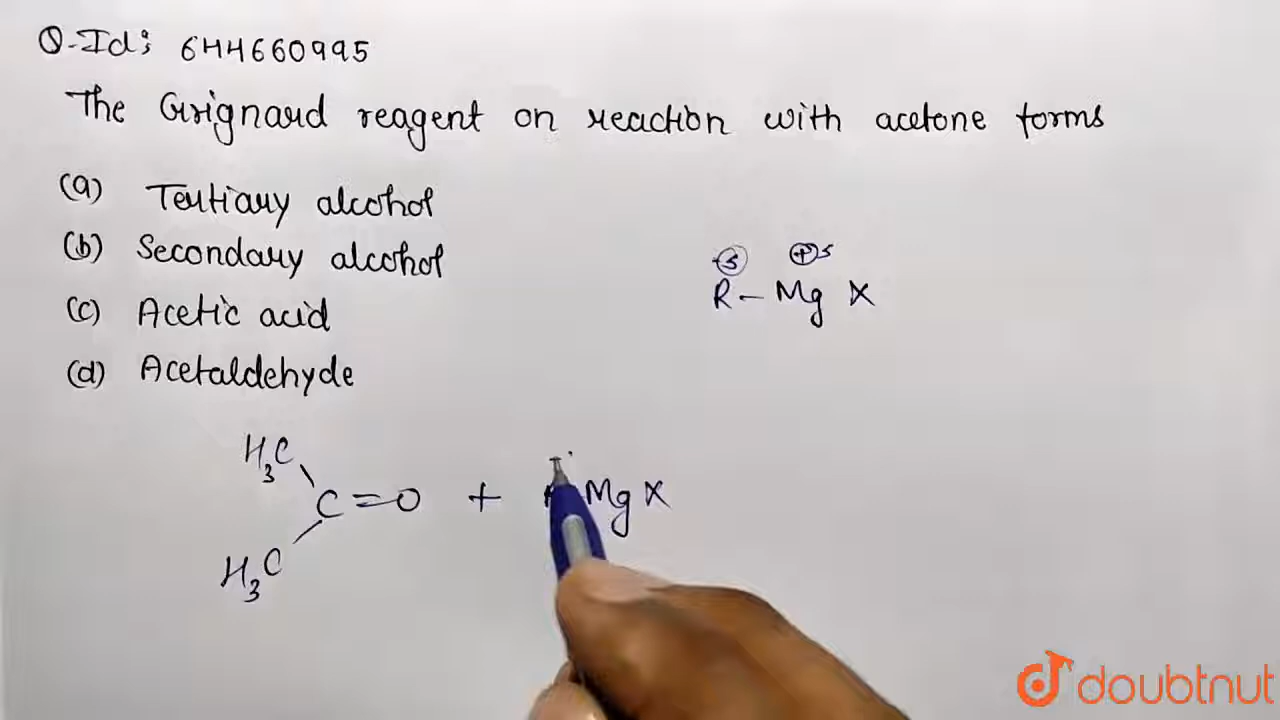 Q.Id: 644660995
The Grignard reagent on reaction with acetone forms
(a) Tertiary alcohol
(b) Secondary alcohol
(c) Acetic acid
(d) Acetaldehyde
-δ +δ
R-Mg X
H3C
C=O + MgX
H3C
doubtnut